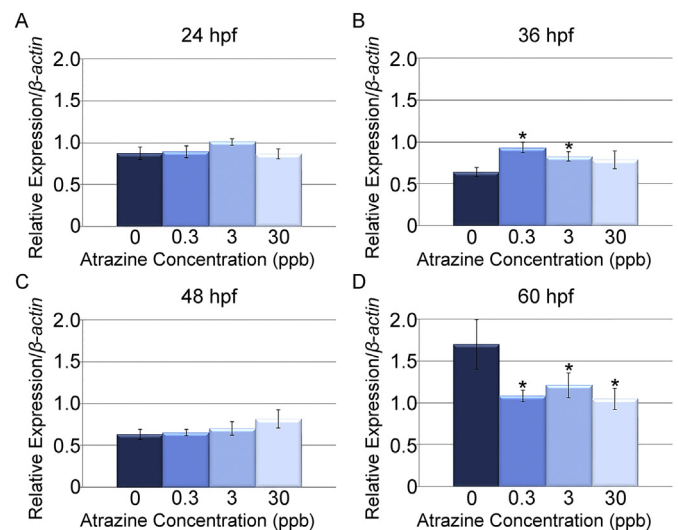 A
24 hpf
Relative Expression/β-actin
2.0
1.5
1.0
0.5
0
0 0.3 3 30
Atrazine Concentration (ppb)
B
36 hpf
Relative Expression/β-actin
2.0
1.5
1.0
0.5
0
* *
0 0.3 3 30
Atrazine Concentration (ppb)
C
48 hpf
Relative Expression/β-actin
2.0
1.5
1.0
0.5
0
0 0.3 3 30
Atrazine Concentration (ppb)
D
60 hpf
Relative Expression/β-actin
2.0
1.5
1.0
0.5
0
* * *
0 0.3 3 30
Atrazine Concentration (ppb)